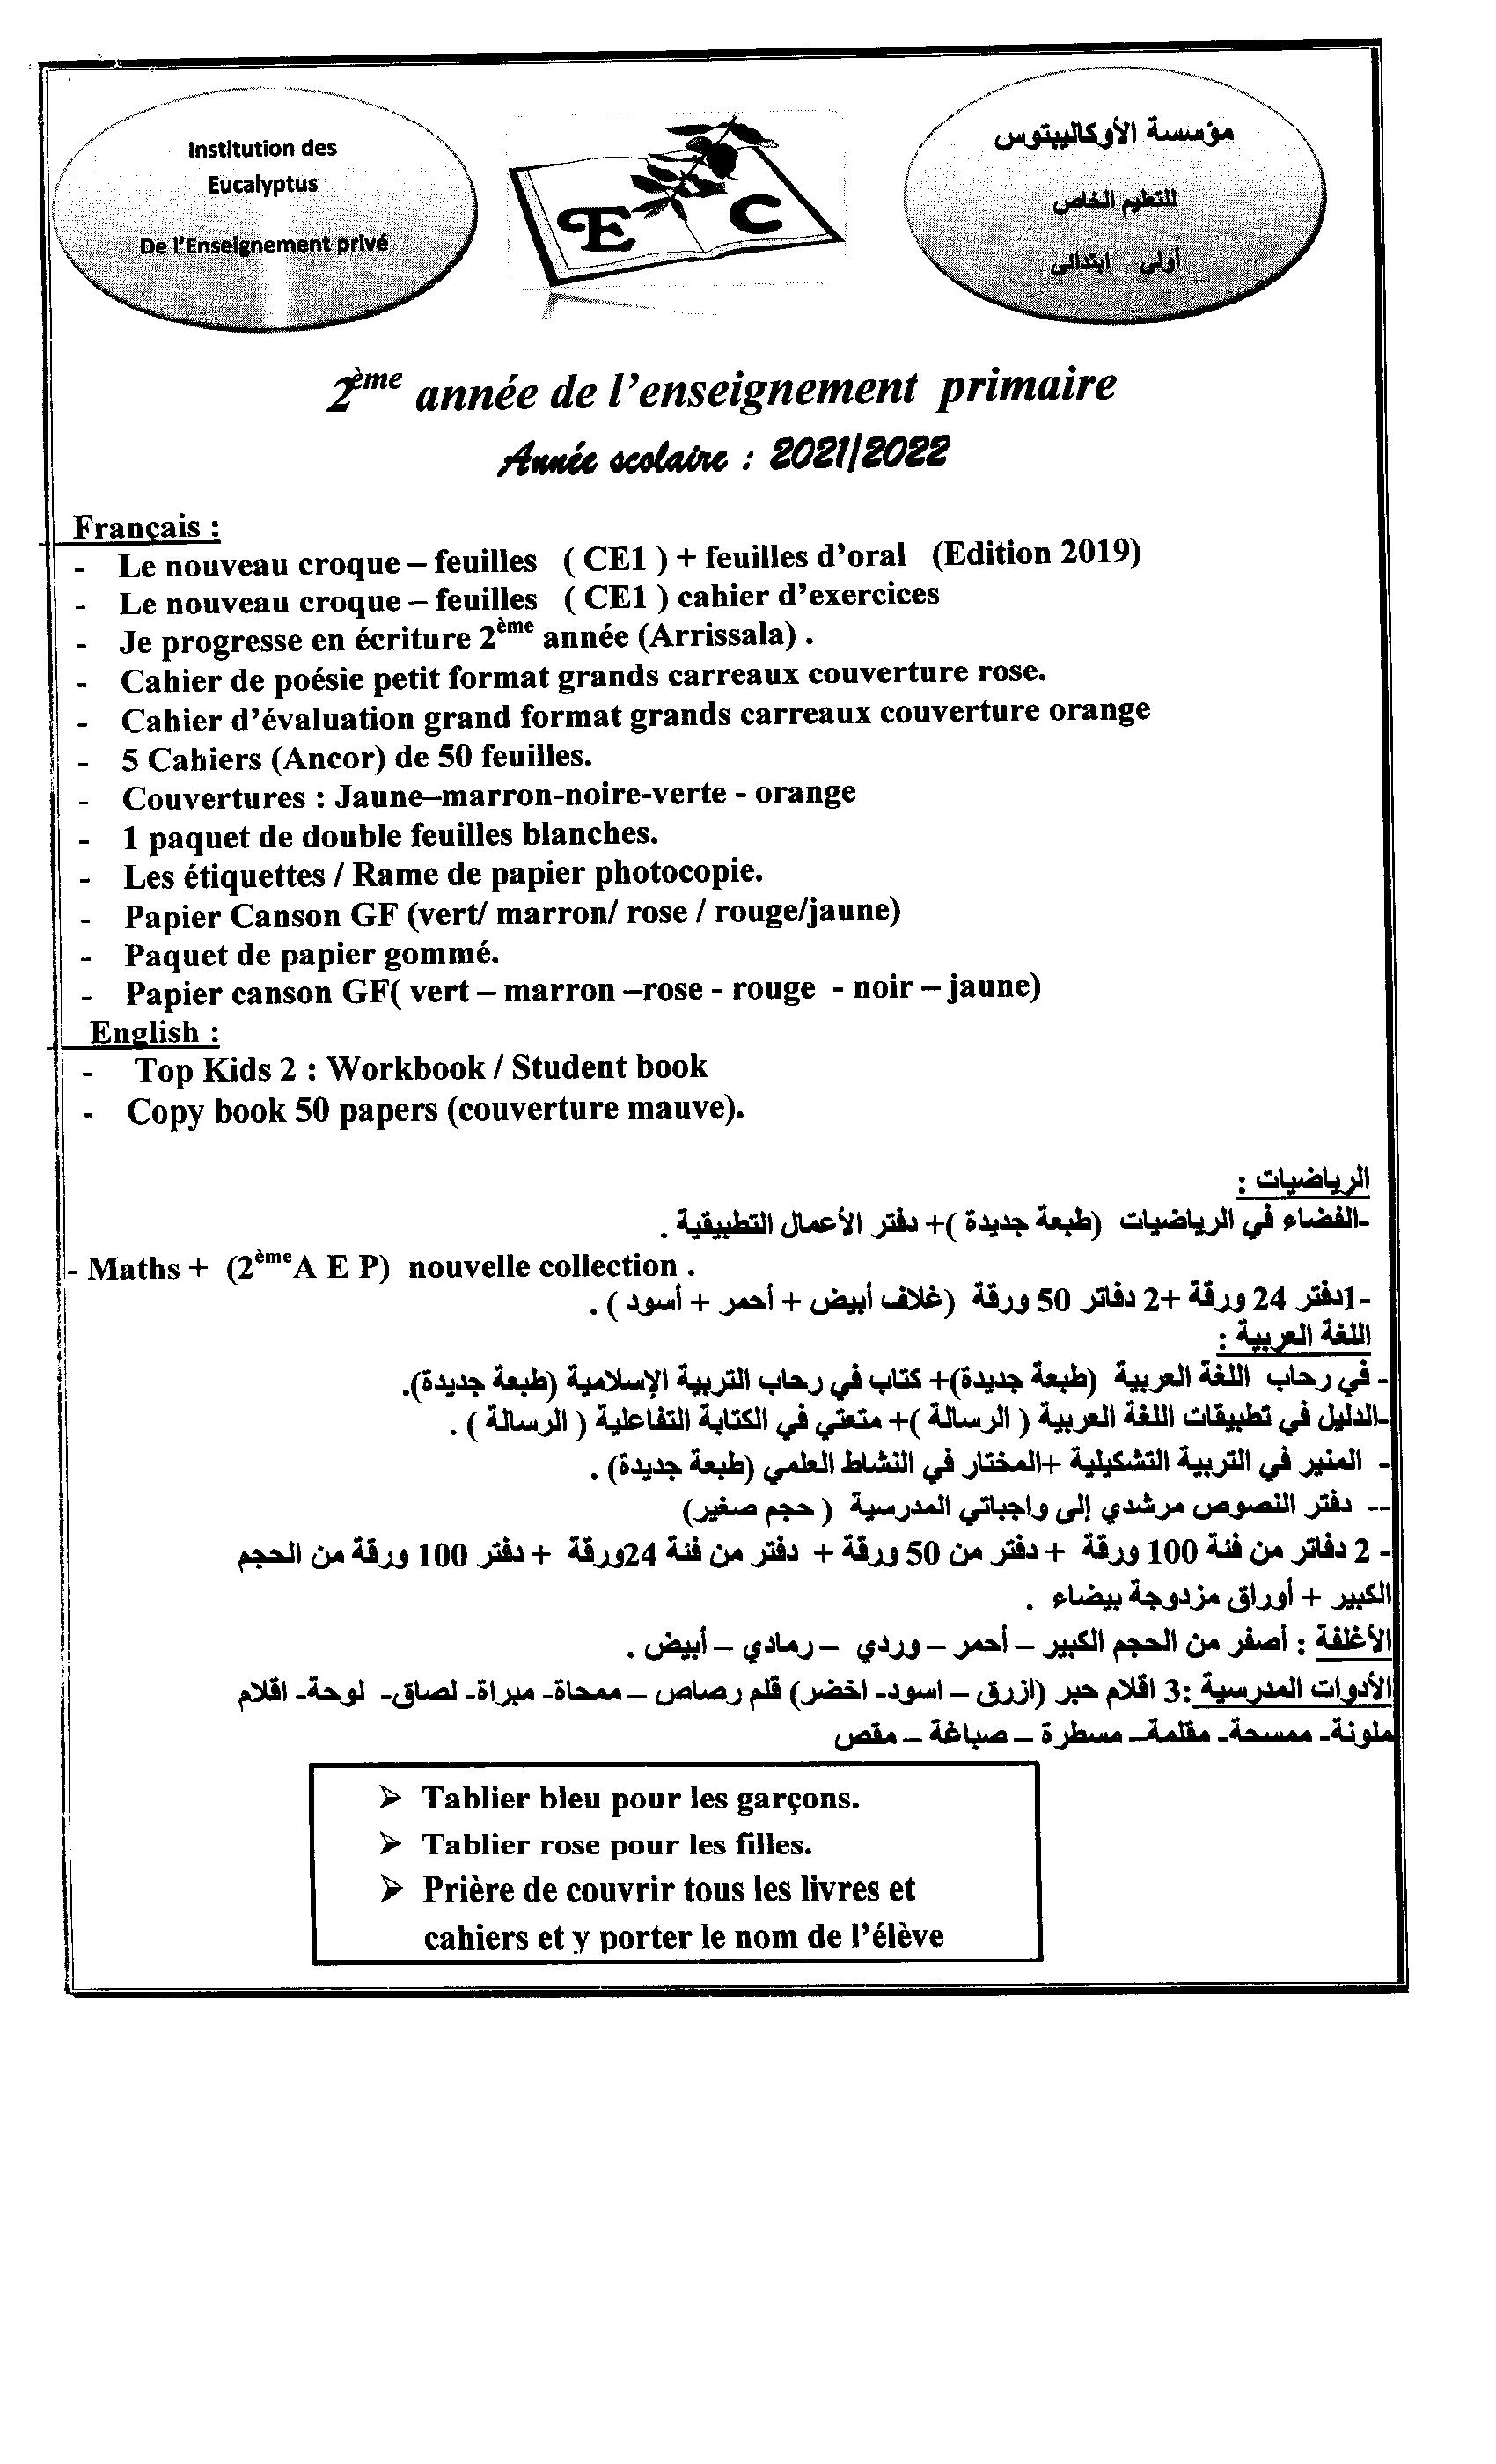 Institution des
Eucalyptus
De l'Enseignement privé
E C
مؤسسة الأوكاليبتوس
للتعليم الخاص
أولى ابتدائي
2ème année de l'enseignement primaire
Année scolaire : 2021/2022
Français :
- Le nouveau croque – feuilles ( CE1 ) + feuilles d'oral (Edition 2019)
- Le nouveau croque – feuilles ( CE1 ) cahier d'exercices
- Je progresse en écriture 2ème année (Arrissala) .
- Cahier de poésie petit format grands carreaux couverture rose.
- Cahier d'évaluation grand format grands carreaux couverture orange
- 5 Cahiers (Ancor) de 50 feuilles.
- Couvertures : Jaune–marron-noire-verte - orange
- 1 paquet de double feuilles blanches.
- Les étiquettes / Rame de papier photocopie.
- Papier Canson GF (vert/ marron/ rose / rouge/jaune)
- Paquet de papier gommé.
- Papier canson GF( vert – marron –rose - rouge - noir – jaune)
English :
- Top Kids 2 : Workbook / Student book
- Copy book 50 papers (couverture mauve).
الرياضيات :
-الفضاء في الرياضيات (طبعة جديدة )+ دفتر الأعمال التطبيقية .
- Maths + (2ème A E P) nouvelle collection .
-1دفتر 24 ورقة +2 دفاتر 50 ورقة (غلاف أبيض + أحمر + أسود ) .
اللغة العربية :
- في رحاب اللغة العربية (طبعة جديدة)+ كتاب في رحاب التربية الإسلامية (طبعة جديدة).
-الدليل في تطبيقات اللغة العربية ( الرسالة )+ متعتي في الكتابة التفاعلية ( الرسالة ) .
- المنير في التربية التشكيلية +المختار في النشاط العلمي (طبعة جديدة) .
-- دفتر النصوص مرشدي إلى واجباتي المدرسية ( حجم صغير)
- 2 دفاتر من فئة 100 ورقة + دفتر من 50 ورقة + دفتر من فئة 24ورقة + دفتر 100 ورقة من الحجم
الكبير + أوراق مزدوجة بيضاء .
الأغلفة : أصفر من الحجم الكبير – أحمر – وردي – رمادي – أبيض .
الأدوات المدرسية :3 اقلام حبر (ازرق – اسود- اخضر) قلم رصاص – ممحاة- مبراة- لصاق- لوحة- اقلام
ملونة- ممسحة- مقلمة– مسطرة – صباغة – مقص
➢ Tablier bleu pour les garçons.
➢ Tablier rose pour les filles.
➢ Prière de couvrir tous les livres et
cahiers et y porter le nom de l'élève